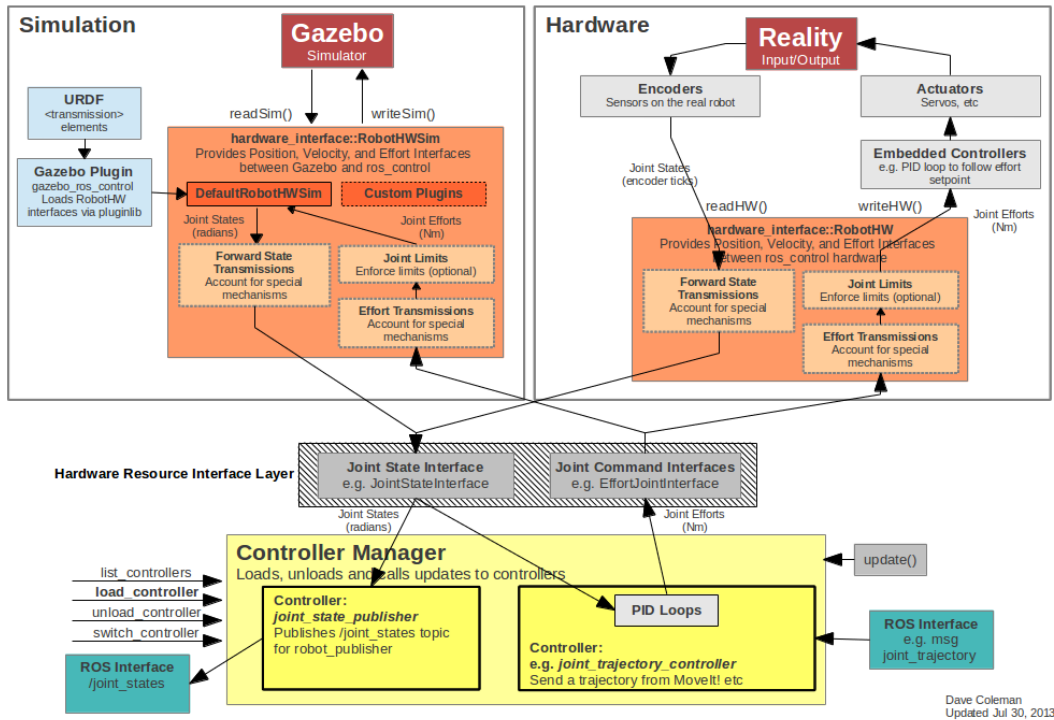 Simulation
Gazebo
Simulator
readSim()
writeSim()
URDF
<transmission>
elements
Gazebo Plugin
gazebo_ros_control
Loads RobotHW
interfaces via pluginlib
hardware_interface::RobotHWSim
Provides Position, Velocity, and Effort Interfaces
between Gazebo and ros_control
DefaultRobotHWSim
Custom Plugins
Joint States
(radians)
Joint Efforts
(Nm)
Forward State
Transmissions
Account for special
mechanisms
Joint Limits
Enforce limits (optional)
Effort Transmissions
Account for special
mechanisms
Hardware
Reality
Input/Output
Encoders
Sensors on the real robot
Actuators
Servos, etc
Embedded Controllers
e.g. PID loop to follow effort
setpoint
Joint States
(encoder ticks)
readHW()
writeHW()
Joint Efforts
(Nm)
hardware_interface::RobotHW
Provides Position, Velocity, and Effort Interfaces
between ros_control hardware
Forward State
Transmissions
Account for special
mechanisms
Joint Limits
Enforce limits (optional)
Effort Transmissions
Account for special
mechanisms
Hardware Resource Interface Layer
Joint State Interface
e.g. JointStateInterface
Joint Command Interfaces
e.g. EffortJointInterface
Joint States
(radians)
Joint Efforts
(Nm)
Controller Manager
Loads, unloads and calls updates to controllers
update()
list_controllers
load_controller
unload_controller
switch_controller
Controller:
joint_state_publisher
Publishes /joint_states topic
for robot_publisher
PID Loops
Controller:
e.g. joint_trajectory_controller
Send a trajectory from MoveIt! etc
ROS Interface
/joint_states
ROS Interface
e.g. msg
joint_trajectory
Dave Coleman
Updated Jul 30, 2013